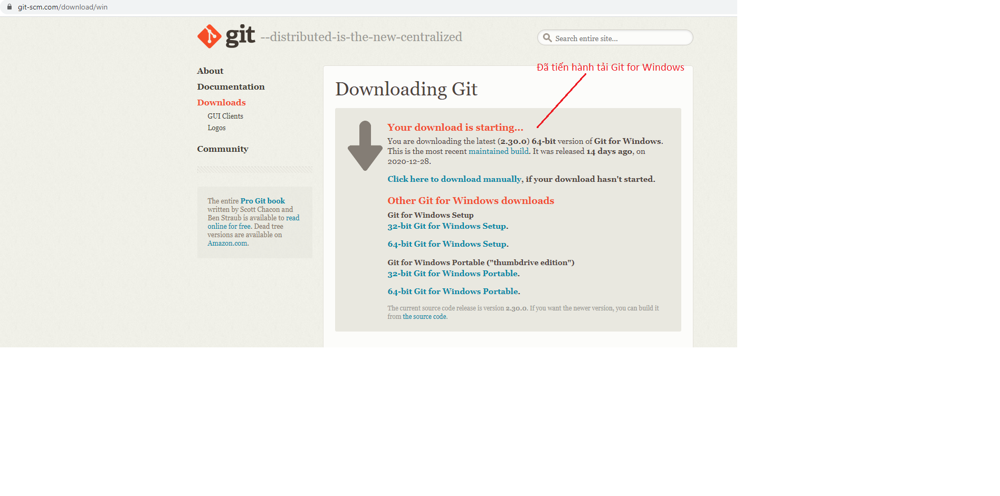 git-scm.com/download/win
git --distributed-is-the-new-centralized
Search entire site...
About
Documentation
Downloads
GUI Clients
Logos
Community
The entire Pro Git book
written by Scott Chacon and
Ben Straub is available to read
online for free. Dead tree
versions are available on
Amazon.com.
Đã tiến hành tải Git for Windows
Downloading Git
Your download is starting...
You are downloading the latest (2.30.0) 64-bit version of Git for Windows.
This is the most recent maintained build. It was released 14 days ago, on
2020-12-28.
Click here to download manually, if your download hasn't started.
Other Git for Windows downloads
Git for Windows Setup
32-bit Git for Windows Setup.
64-bit Git for Windows Setup.
Git for Windows Portable ("thumbdrive edition")
32-bit Git for Windows Portable.
64-bit Git for Windows Portable.
The current source code release is version 2.30.0. If you want the newer version, you can build it
from the source code.